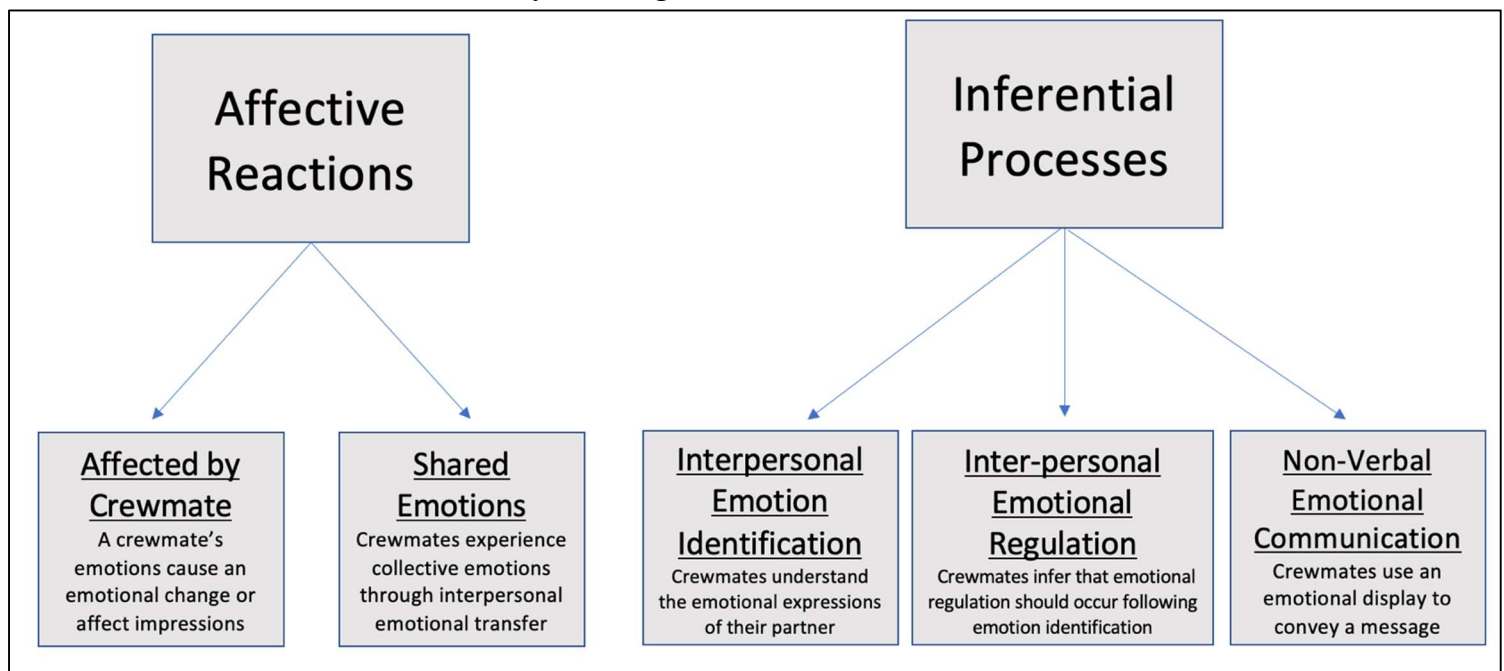 Affective
Reactions
Inferential
Processes
Affected by
Crewmate
A crewmate's
emotions cause an
emotional change or
affect impressions
Shared
Emotions
Crewmates experience
collective emotions
through interpersonal
emotional transfer
Interpersonal
Emotion
Identification
Crewmates understand
the emotional expressions
of their partner
Inter-personal
Emotional
Regulation
Crewmates infer that emotional
regulation should occur following
emotion identification
Non-Verbal
Emotional
Communication
Crewmates use an
emotional display to
convey a message